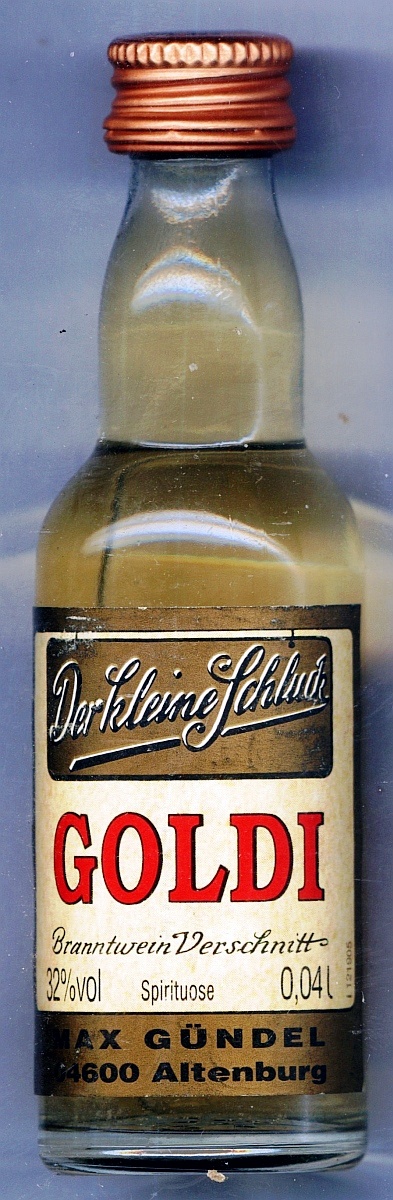 Der kleine Schluck
GOLDI
Branntwein Verschnitt
32%vol Spirituose 0,04l
MAX GÜNDEL
04600 Altenburg